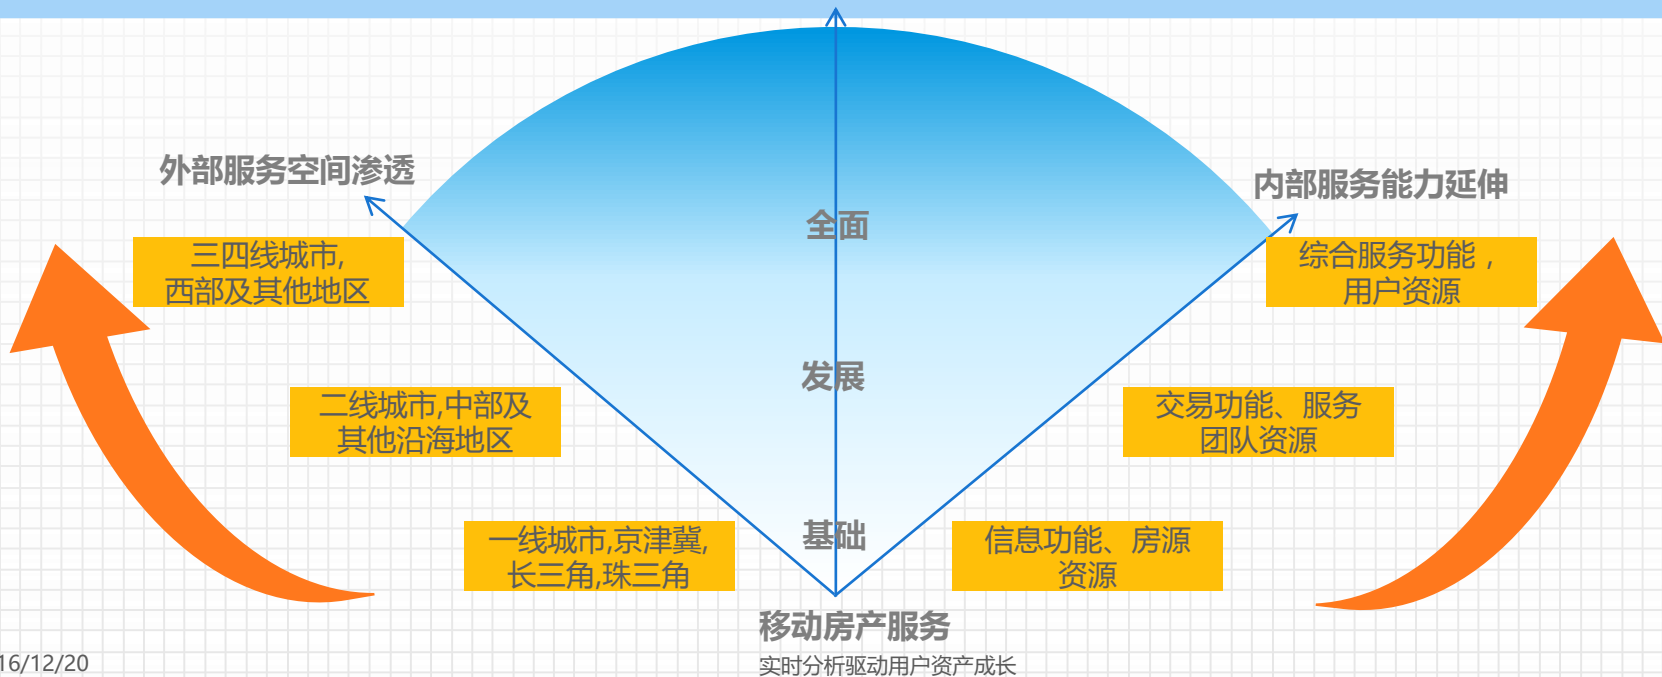 外部服务空间渗透
内部服务能力延伸
全面
三四线城市,
西部及其他地区
综合服务功能，
用户资源
发展
二线城市,中部及
其他沿海地区
交易功能、服务
团队资源
基础
一线城市,京津冀,
长三角,珠三角
信息功能、房源
资源
移动房产服务
16/12/20
实时分析驱动用户资产成长